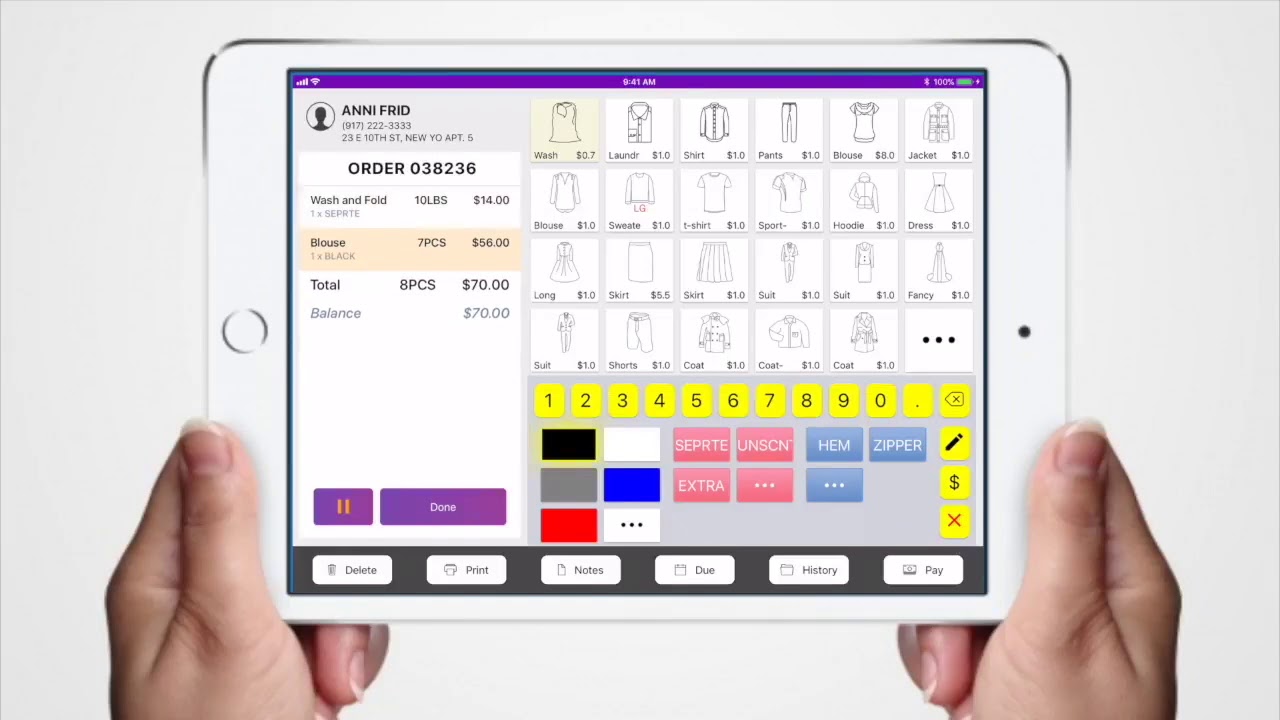 9:41 AM
100%
ANNI FRID
(917) 222-3333
23 E 10TH ST, NEW YO APT. 5
ORDER 038236
Wash and Fold 10LBS $14.00
1 x SEPRTE
Blouse 7PCS $56.00
1 x BLACK
Total 8PCS $70.00
Balance $70.00
Done
Wash $0.7
Laundr $1.0
Shirt $1.0
Pants $1.0
Blouse $8.0
Jacket $1.0
Blouse $1.0
LG
Sweate $1.0
t-shirt $1.0
Sport- $1.0
Hoodie $1.0
Dress $1.0
Long $1.0
Skirt $5.5
Skirt $1.0
Suit $1.0
Suit $1.0
Fancy $1.0
Suit $1.0
Shorts $1.0
Coat $1.0
Coat- $1.0
Coat $1.0
•••
1 2 3 4 5 6 7 8 9 0 .
SEPRTE UNSCNT HEM ZIPPER
EXTRA ••• •••
$
•••
Delete Print Notes Due History Pay